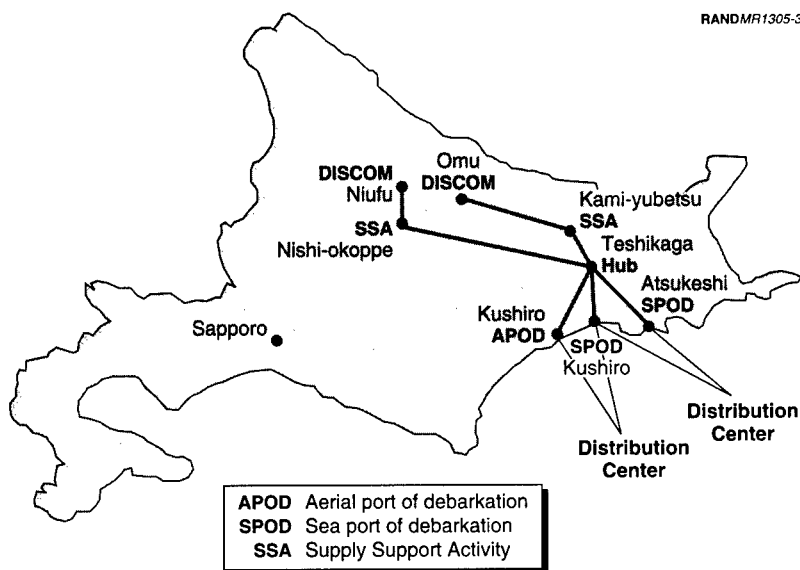 RANDMR1305-3
Omu
DISCOM
DISCOM
Niufu
Kami-yubetsu
SSA
SSA
Nishi-okoppe
Teshikaga
Hub
Atsukeshi
SPOD
Kushiro
APOD
Sapporo
SPOD
Kushiro
Distribution
Center
Distribution
Center
APOD Aerial port of debarkation
SPOD Sea port of debarkation
SSA Supply Support Activity